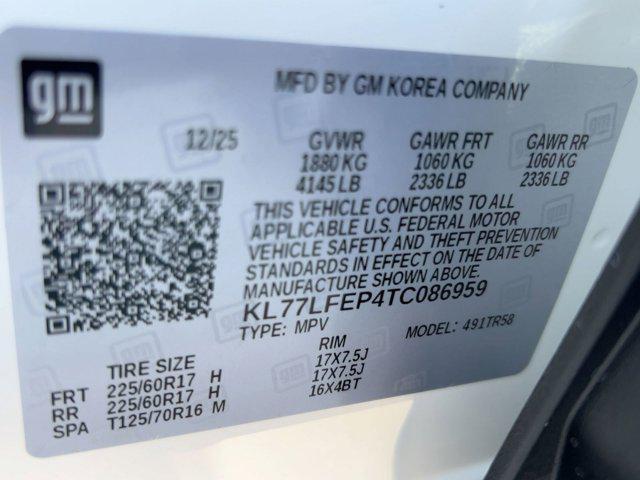 gm
MFD BY GM KOREA COMPANY
12/25 GVWR GAWR FRT GAWR RR
1880 KG 1060 KG 1060 KG
4145 LB 2336 LB 2336 LB
THIS VEHICLE CONFORMS TO ALL
APPLICABLE U.S. FEDERAL MOTOR
VEHICLE SAFETY AND THEFT PREVENTION
STANDARDS IN EFFECT ON THE DATE OF
MANUFACTURE SHOWN ABOVE.
KL77LFEP4TC086959
TYPE: MPV MODEL: 491TR58
TIRE SIZE RIM
FRT 225/60R17 H 17X7.5J
RR 225/60R17 H 17X7.5J
SPA T125/70R16 M 16X4BT